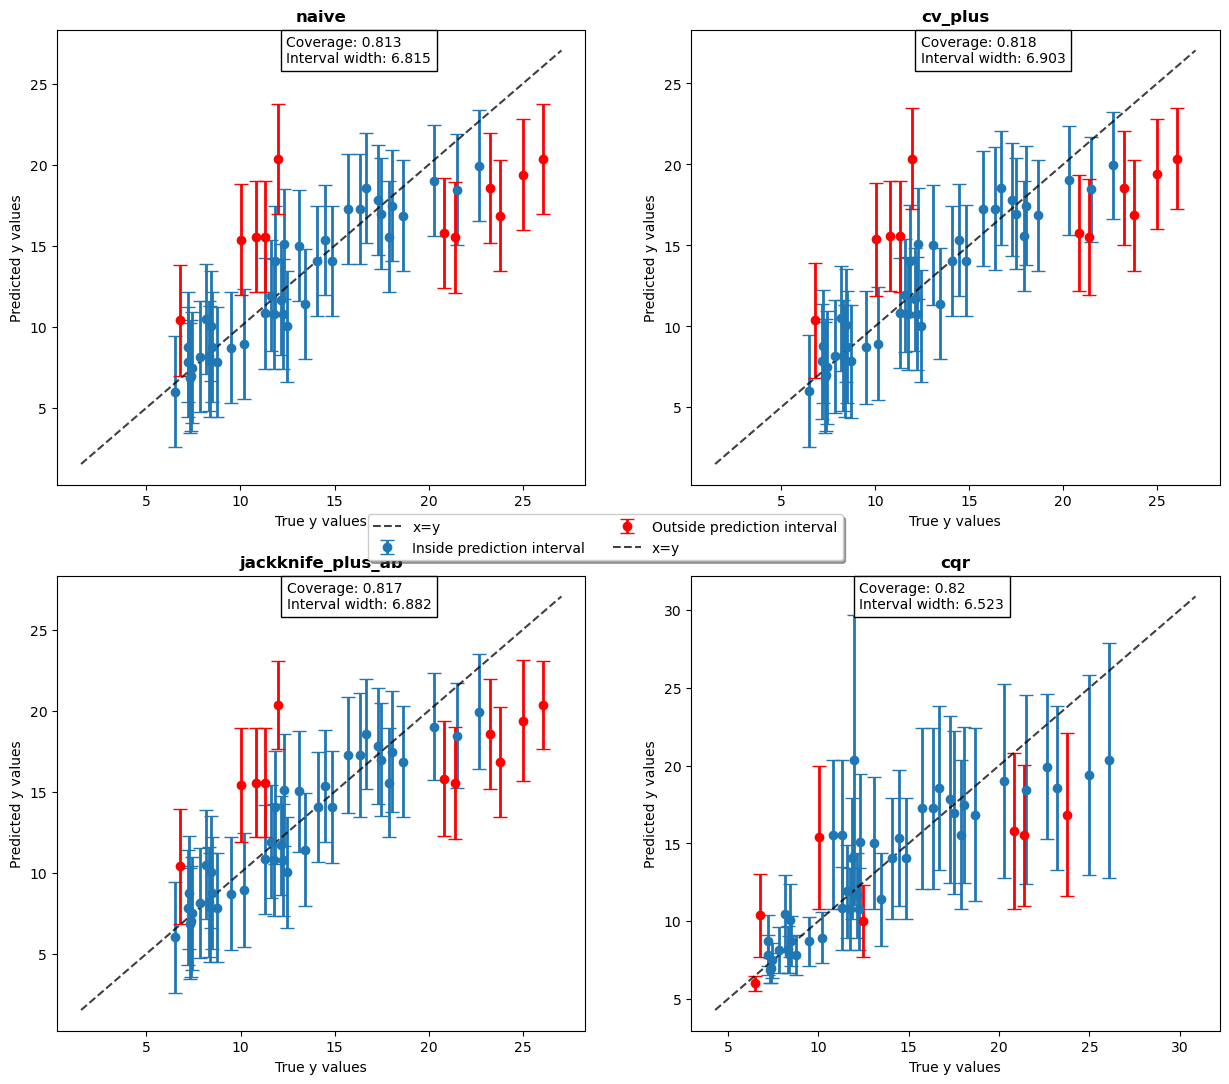 naive
Coverage: 0.813
Interval width: 6.815
Predicted y values
25
20
15
10
5
5
10
15
20
25
True y values
cv_plus
Coverage: 0.818
Interval width: 6.903
Predicted y values
25
20
15
10
5
5
10
15
20
25
True y values
x=y
Inside prediction interval
Outside prediction interval
x=y
jackknife_plus_ab
Coverage: 0.817
Interval width: 6.882
Predicted y values
25
20
15
10
5
5
10
15
20
25
True y values
cqr
Coverage: 0.82
Interval width: 6.523
Predicted y values
30
25
20
15
10
5
5
10
15
20
25
30
True y values